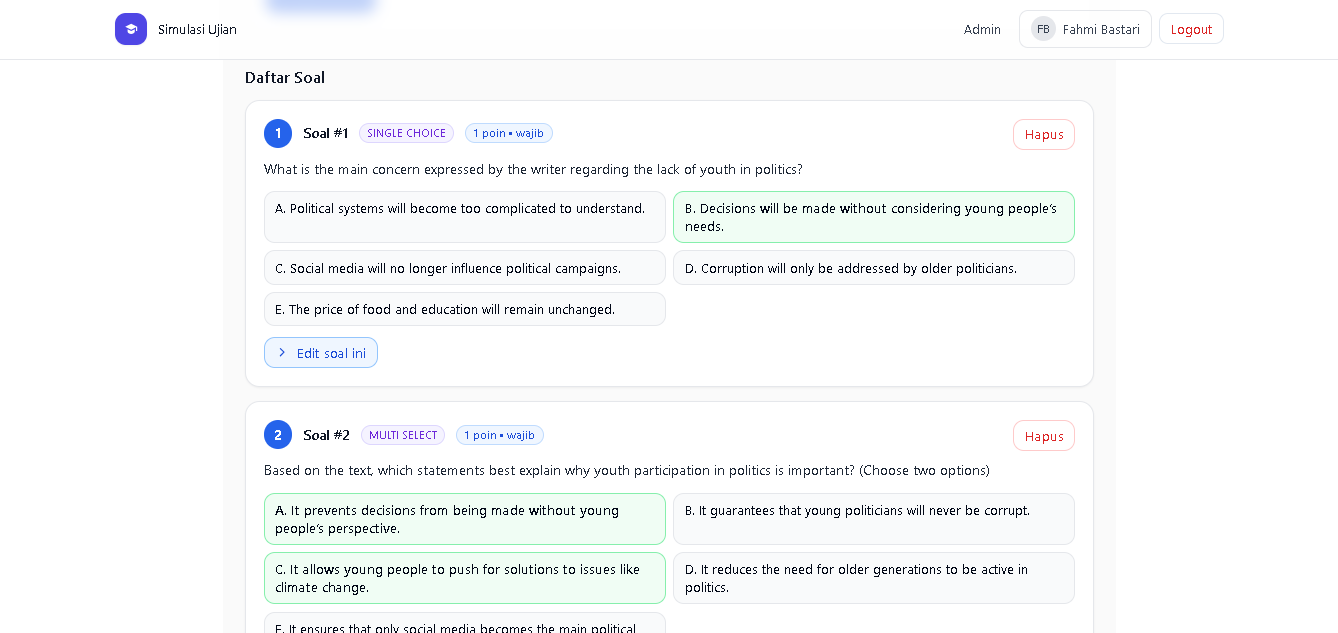 Simulasi Ujian
Admin
FB
Fahmi Bastari
Logout
Daftar Soal
1
Soal #1
SINGLE CHOICE
1 poin • wajib
Hapus
What is the main concern expressed by the writer regarding the lack of youth in politics?
A. Political systems will become too complicated to understand.
B. Decisions will be made without considering young people's
needs.
C. Social media will no longer influence political campaigns.
D. Corruption will only be addressed by older politicians.
E. The price of food and education will remain unchanged.
Edit soal ini
2
Soal #2
MULTI SELECT
1 poin • wajib
Hapus
Based on the text, which statements best explain why youth participation in politics is important? (Choose two options)
A. It prevents decisions from being made without young
people's perspective.
B. It guarantees that young politicians will never be corrupt.
C. It allows young people to push for solutions to issues like
climate change.
D. It reduces the need for older generations to be active in
politics.
E. It ensures that only social media becomes the main political